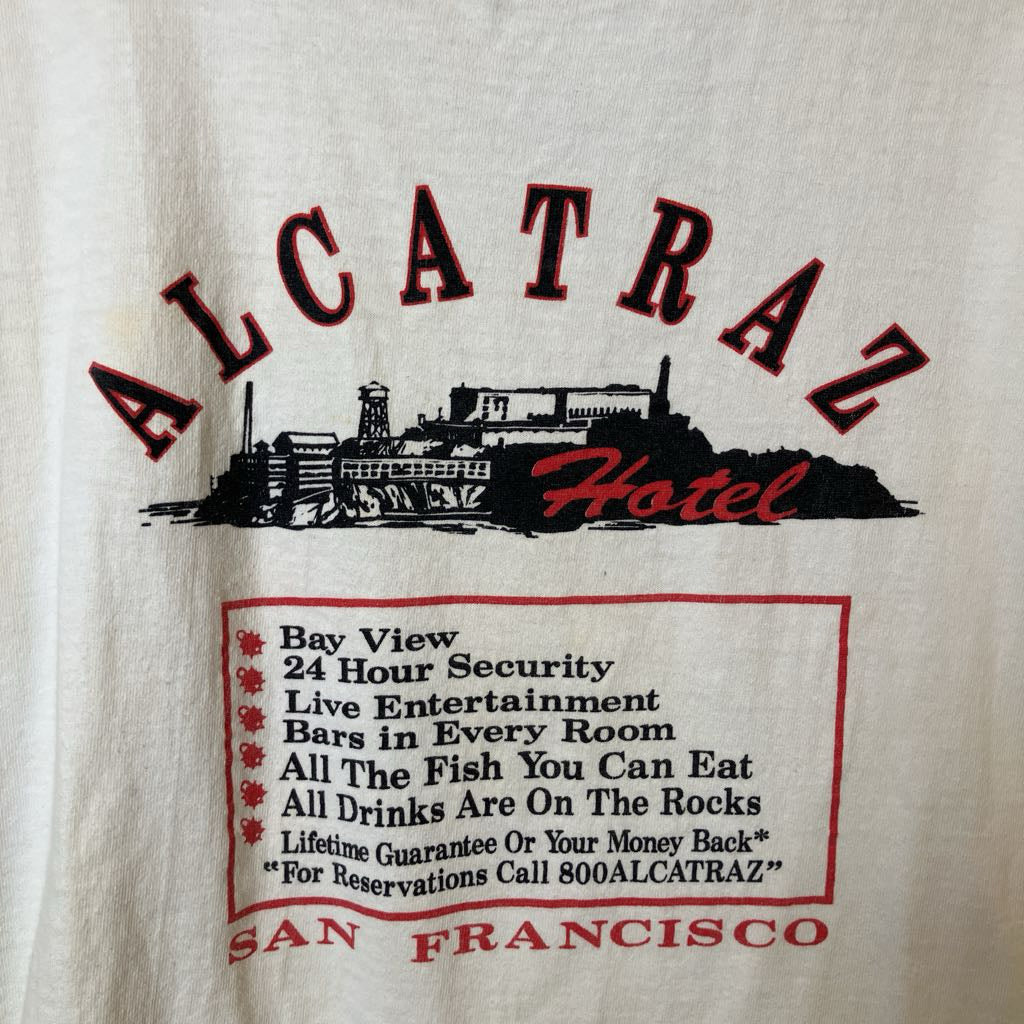 ALCATRAZ
Hotel
Bay View
24 Hour Security
Live Entertainment
Bars in Every Room
All The Fish You Can Eat
All Drinks Are On The Rocks
Lifetime Guarantee Or Your Money Back*
“For Reservations Call 800ALCATRAZ”
SAN FRANCISCO